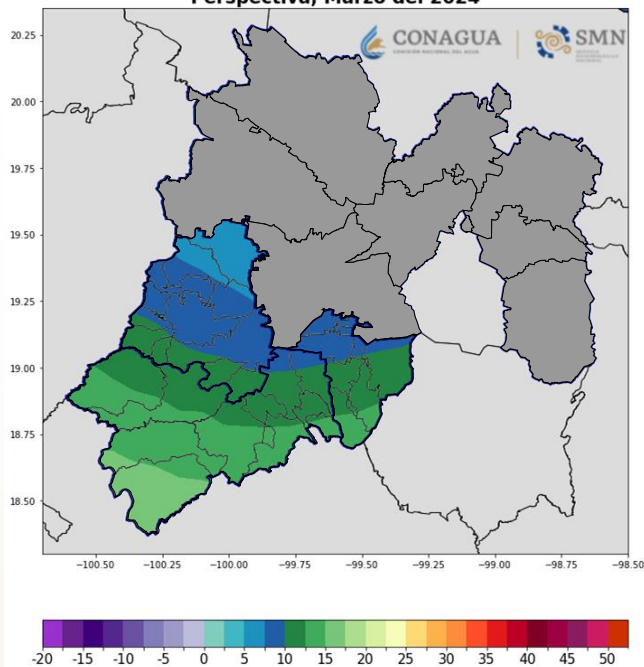 Perspectiva, Marzo del 2024
CONAGUA
COMISIÓN NACIONAL DEL AGUA
SMN
SERVICIO
METEOROLÓGICO
NACIONAL
20.25
20.00
19.75
19.50
19.25
19.00
18.75
18.50
−100.50 −100.25 −100.00 −99.75 −99.50 −99.25 −99.00 −98.75 −98.50
-20 -15 -10 -5 0 5 10 15 20 25 30 35 40 45 50